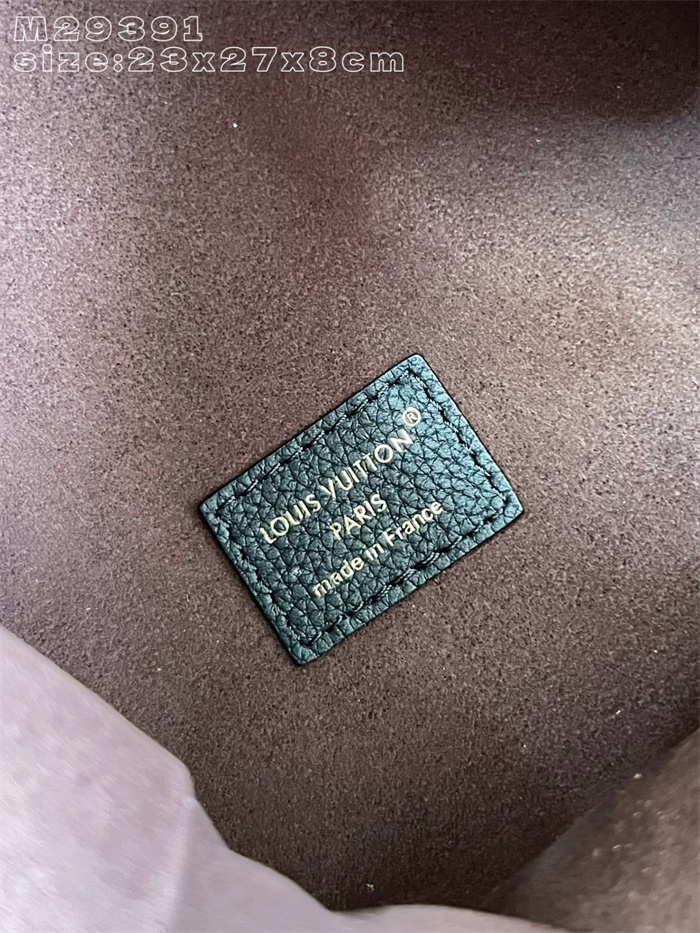 M29391
size:23x27x8cm
LOUIS VUITTON®
PARIS
made in France